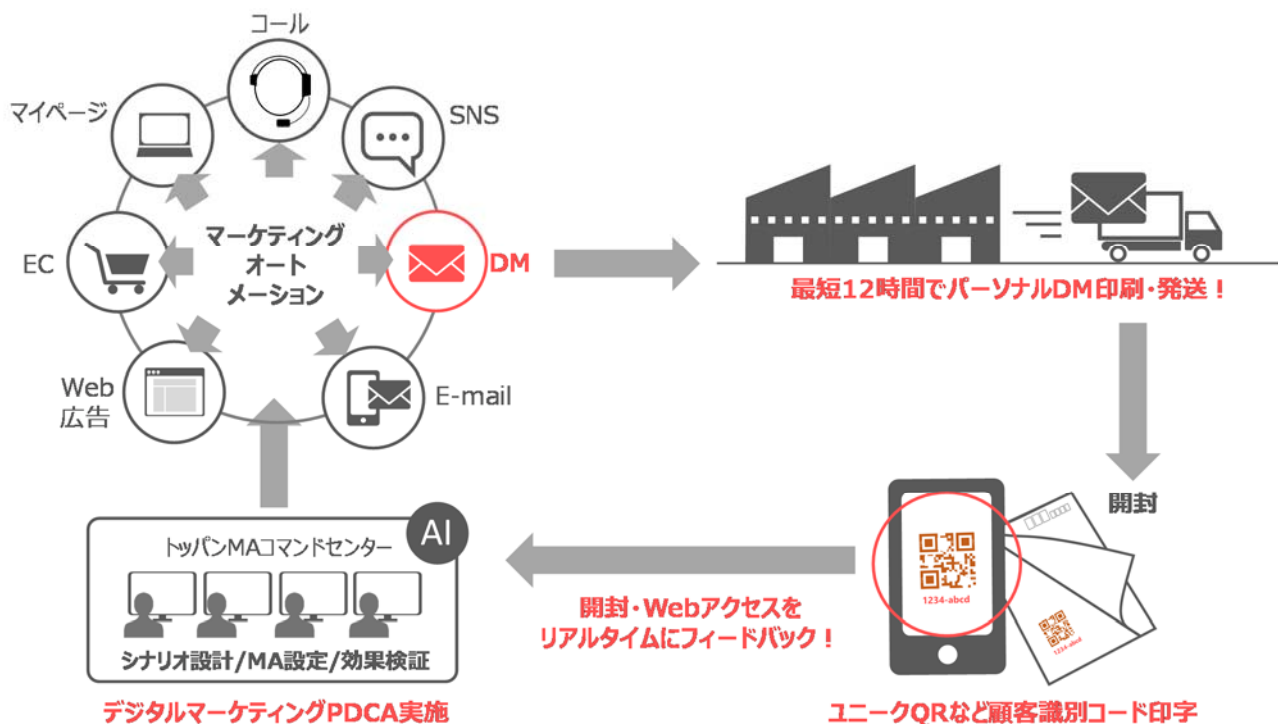 コール
マイページ
SNS
EC
マーケティング
オート
メーション
DM
Web
広告
E-mail
最短12時間でパーソナルDM印刷・発送！
開封
トッパンMAコマンドセンター
AI
シナリオ設計/MA設定/効果検証
デジタルマーケティングPDCA実施
開封・Webアクセスを
リアルタイムにフィードバック！
1234-abcd
1234-abcd
ユニークQRなど顧客識別コード印字